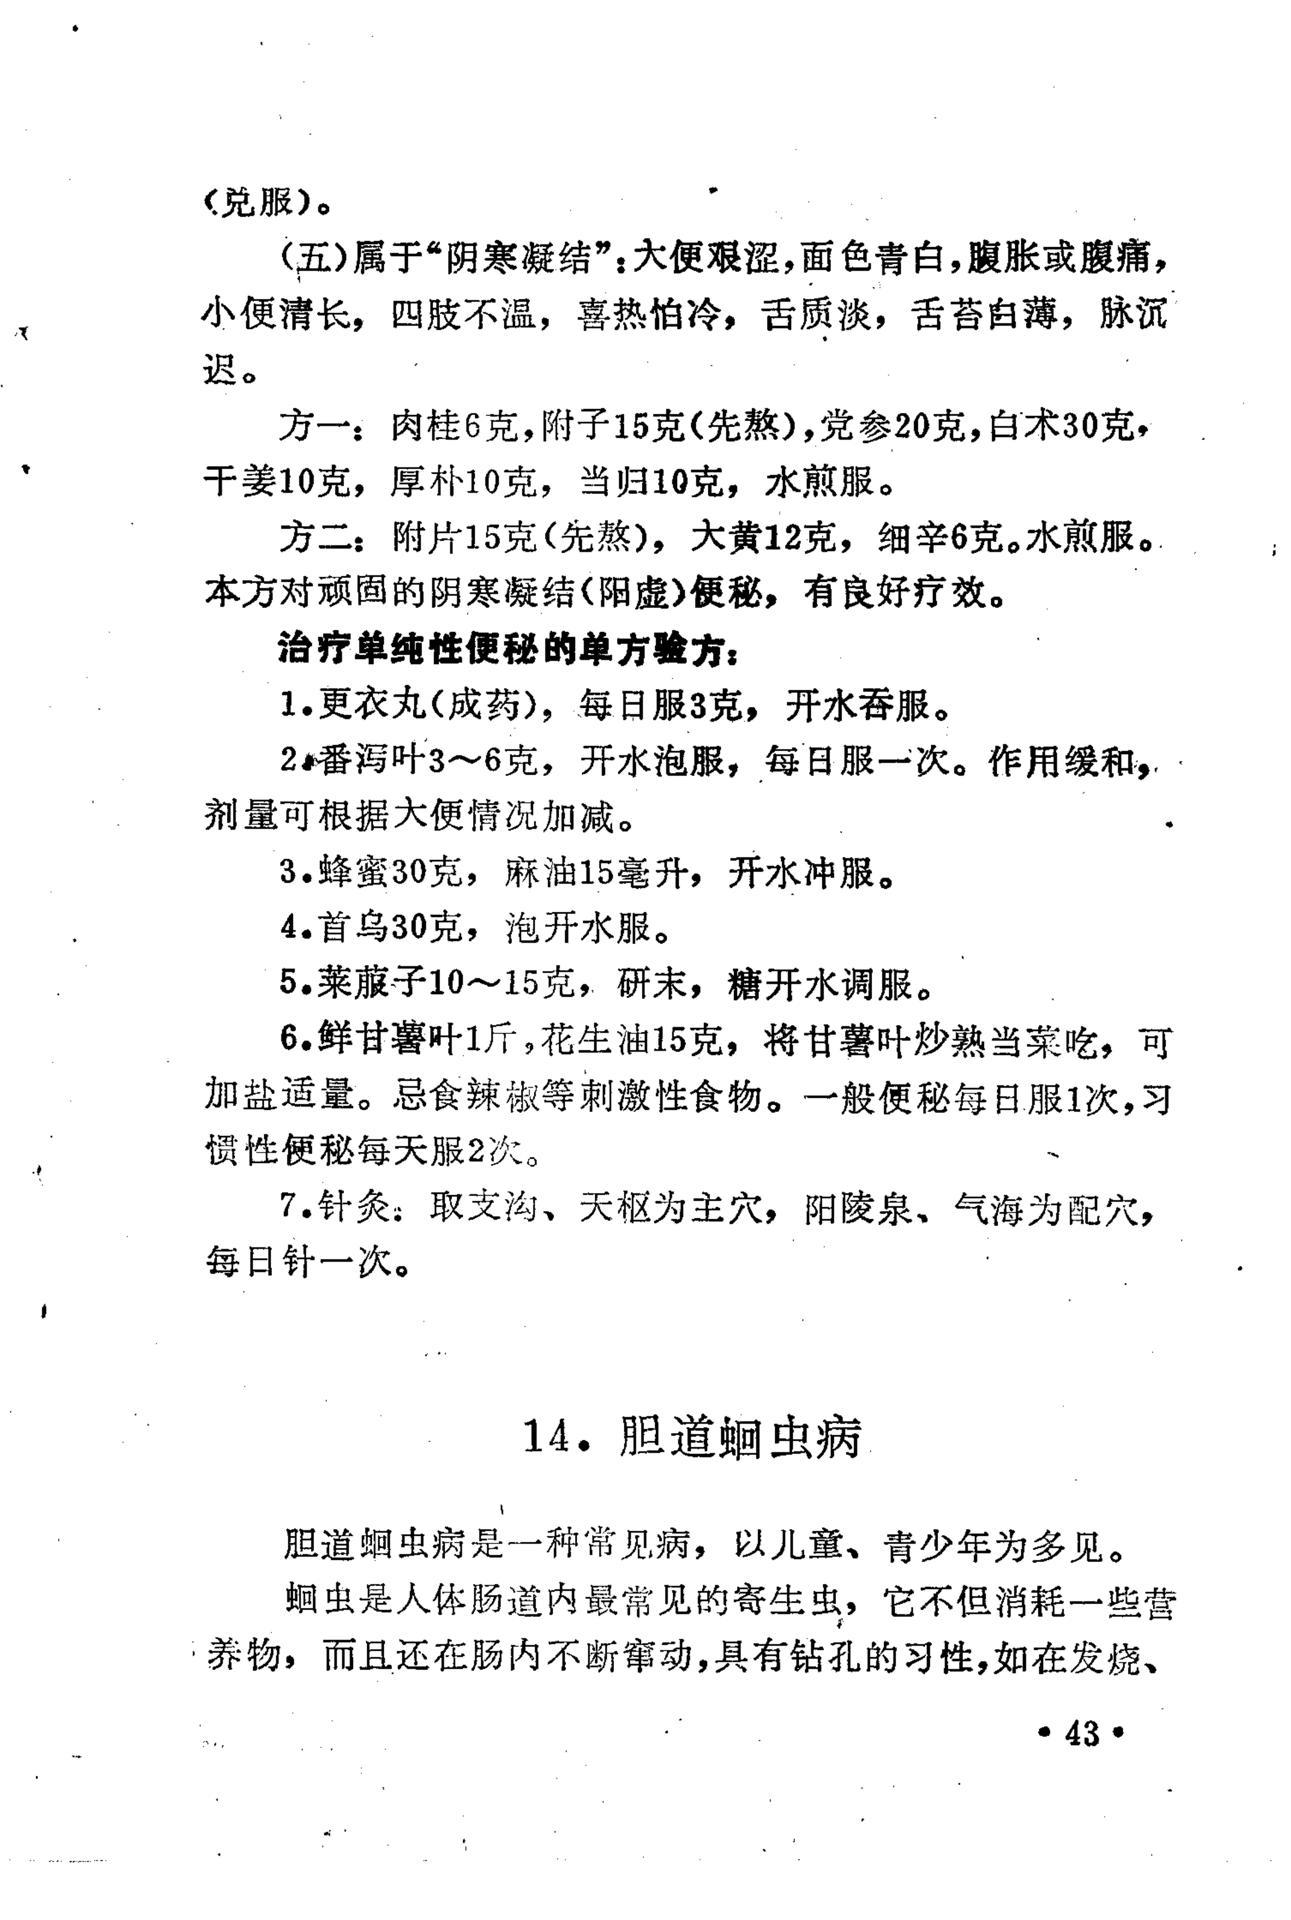 (兑服)。
(五)属于“阴寒凝结”:大便艰涩,面色青白,腹胀或腹痛,
小便清长，四肢不温，喜热怕冷，舌质淡，舌苔白薄，脉沉
迟。
方一：肉桂6克,附子15克(先熬),党参20克,白术30克,
干姜10克，厚朴10克，当归10克，水煎服。
方二：附片15克(先熬)，大黄12克，细辛6克。水煎服。
本方对顽固的阴寒凝结(阳虚)便秘，有良好疗效。
治疗单纯性便秘的单方验方：
1.更衣丸(成药)，每日服3克，开水吞服。
2.番泻叶3～6克，开水泡服，每日服一次。作用缓和，
剂量可根据大便情况加减。
3.蜂蜜30克，麻油15毫升，开水冲服。
4.首乌30克，泡开水服。
5.莱菔子10～15克，研末，糖开水调服。
6.鲜甘薯叶1斤,花生油15克，将甘薯叶炒熟当菜吃，可
加盐适量。忌食辣椒等刺激性食物。一般便秘每日服1次,习
惯性便秘每天服2次。
7.针灸：取支沟、天枢为主穴，阳陵泉、气海为配穴，
每日针一次。
14．胆道蛔虫病
胆道蛔虫病是一种常见病，以儿童、青少年为多见。
蛔虫是人体肠道内最常见的寄生虫，它不但消耗一些营
养物，而且还在肠内不断窜动,具有钻孔的习性,如在发烧、
•43•